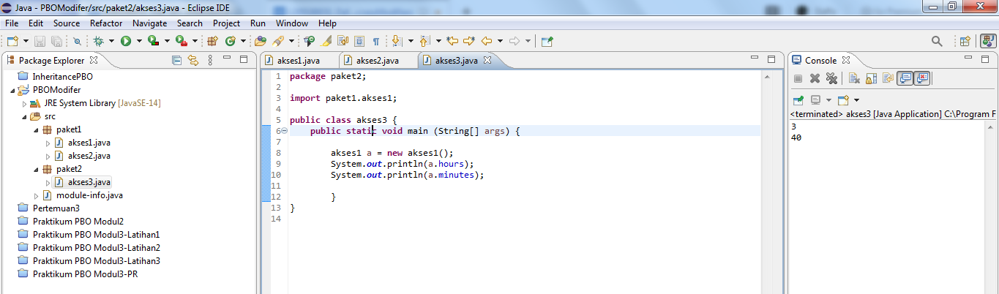 Java - PBOModifer/src/paket2/akses3.java - Eclipse IDE
File Edit Source Refactor Navigate Search Project Run Window Help
Package Explorer
InheritancePBO
PBOModifer
JRE System Library [JavaSE-14]
src
paket1
akses1.java
akses2.java
paket2
akses3.java
module-info.java
Pertemuan3
Praktikum PBO Modul2
Praktikum PBO Modul3-Latihan1
Praktikum PBO Modul3-Latihan2
Praktikum PBO Modul3-Latihan3
Praktikum PBO Modul3-PR
akses1.java akses2.java akses3.java
1 package paket2;
2
3 import paket1.akses1;
4
5 public class akses3 {
6 public static void main (String[] args) {
7
8 akses1 a = new akses1();
9 System.out.println(a.hours);
10 System.out.println(a.minutes);
11
12 }
13 }
14
Console
<terminated> akses3 [Java Application] C:\Program F
3
40